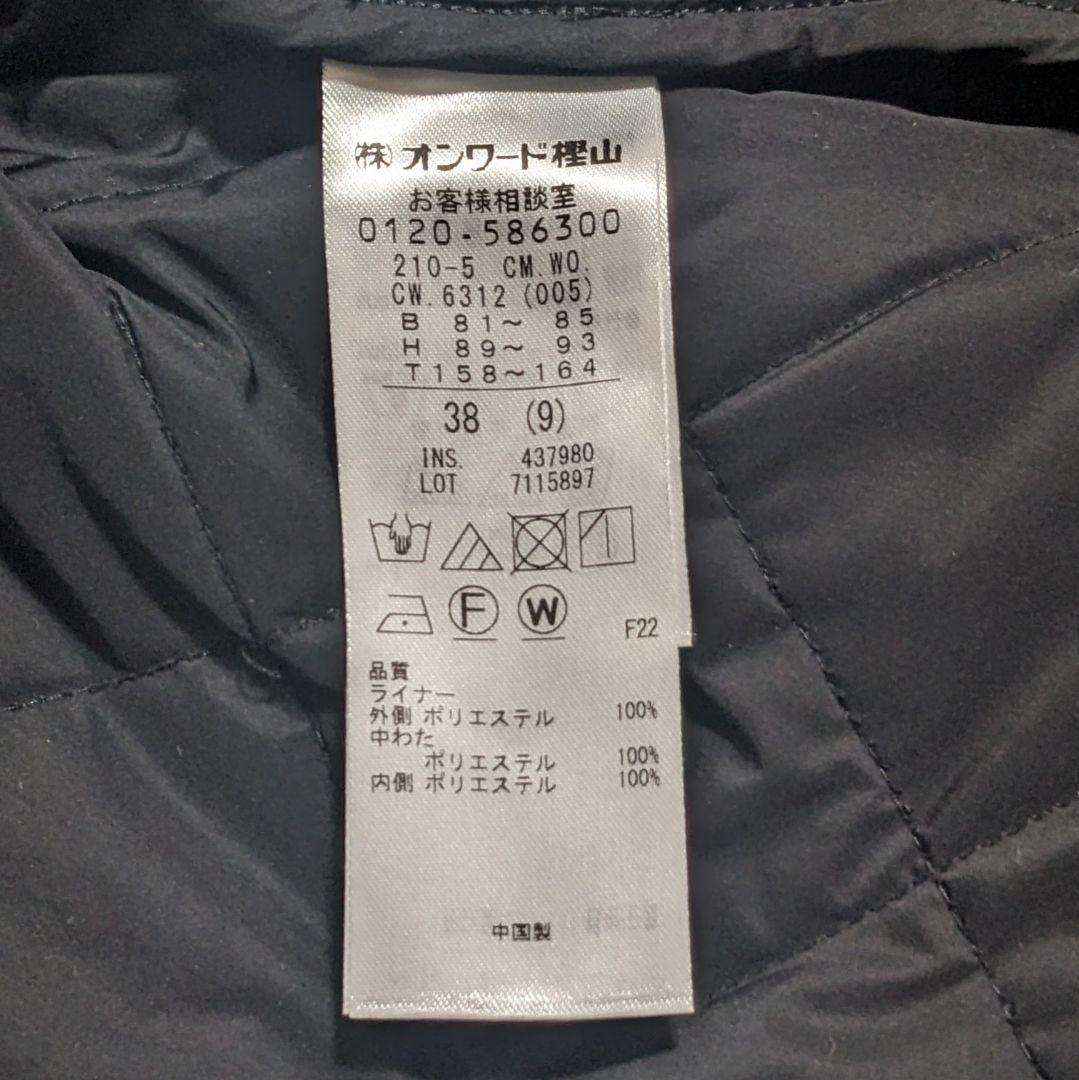 (株)オンワード樫山
お客様相談室
0120-586300
210-5 CM.WO.
CW.6312 (005)
B 81～ 85
H 89～ 93
T158～164
38 (9)
INS. 437980
LOT 7115897
F W F22
品質
ライナー
外側 ポリエステル 100%
中わた
ポリエステル 100%
内側 ポリエステル 100%
中国製